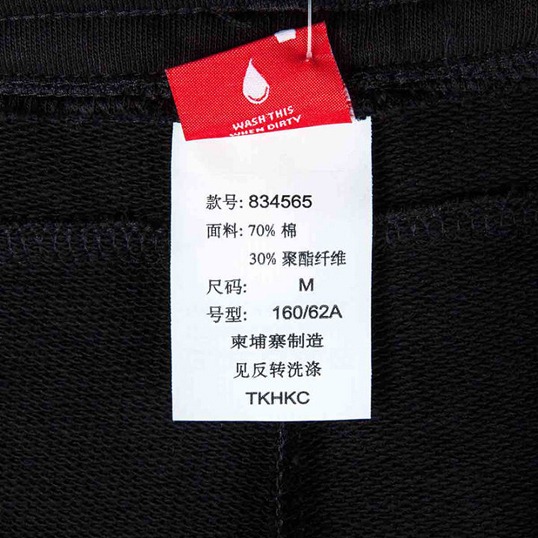 M
WASH THIS
WHEN DIRTY
款号: 834565
面料: 70% 棉
30% 聚酯纤维
尺码: M
号型: 160/62A
柬埔寨制造
见反转洗涤
TKHKC